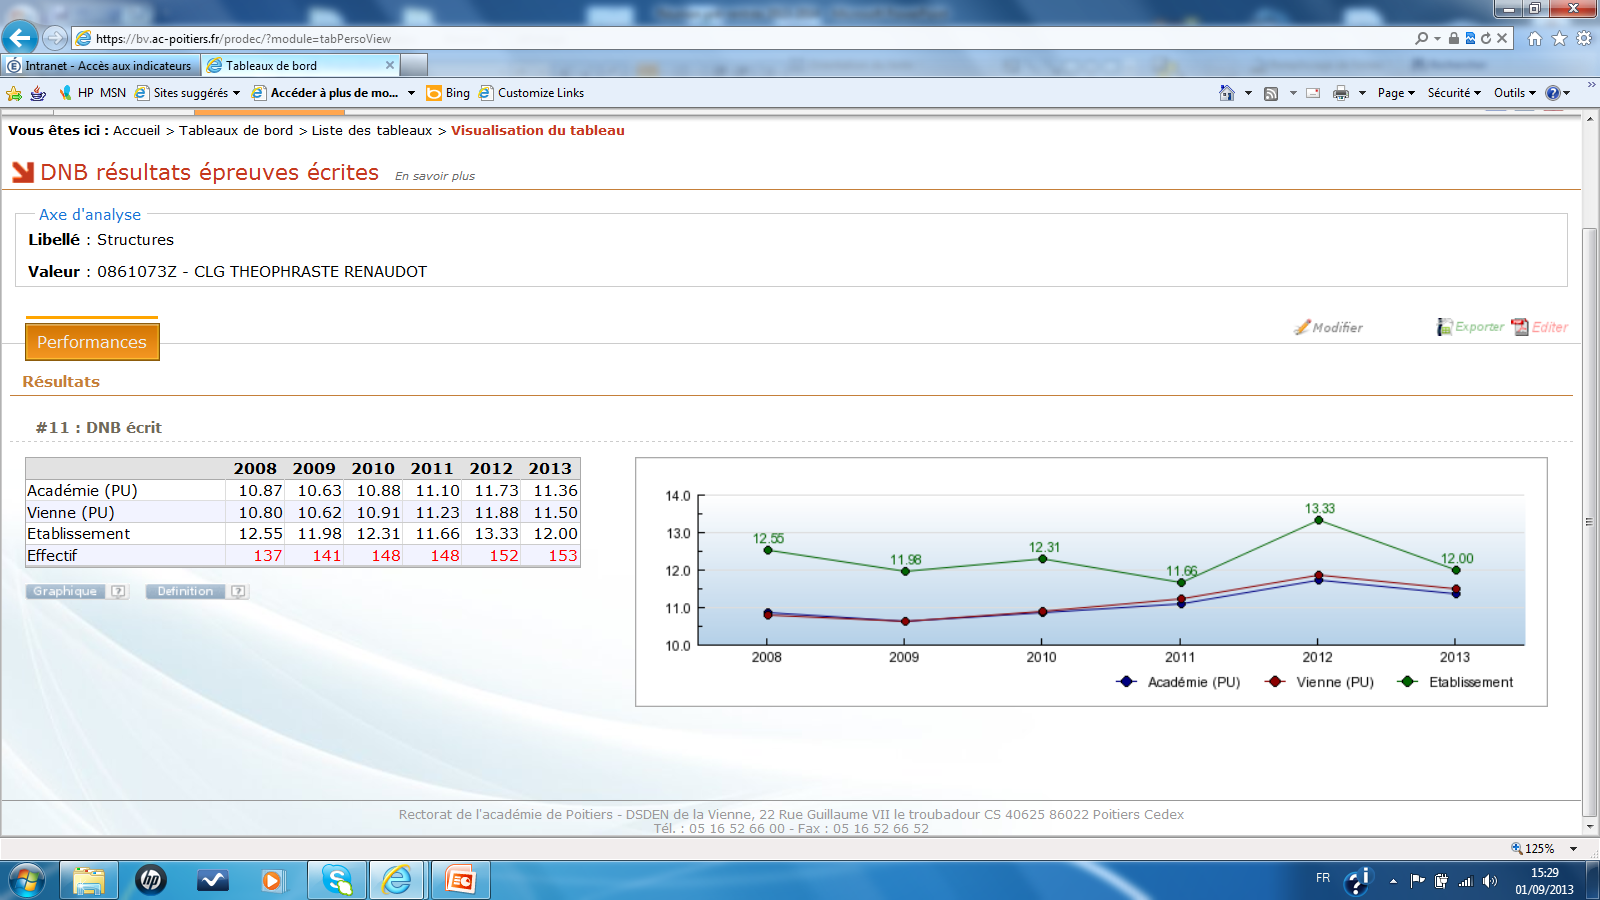 https://bv.ac-poitiers.fr/prodec/?module=tabPersoView
Intranet - Accès aux indicateurs
Tableaux de bord
HP MSN Sites suggérés Accéder à plus de mo... Bing Customize Links
Page Sécurité Outils
Vous êtes ici : Accueil > Tableaux de bord > Liste des tableaux > Visualisation du tableau
DNB résultats épreuves écrites En savoir plus
Axe d'analyse
Libellé : Structures
Valeur : 0861073Z - CLG THEOPHRASTE RENAUDOT
Modifier Exporter Editer
Performances
Résultats
#11 : DNB écrit
2008 2009 2010 2011 2012 2013
Académie (PU) 10.87 10.63 10.88 11.10 11.73 11.36
Vienne (PU) 10.80 10.62 10.91 11.23 11.88 11.50
Etablissement 12.55 11.98 12.31 11.66 13.33 12.00
Effectif 137 141 148 148 152 153
Graphique ? Definition ?
14.0
13.0
12.0
11.0
10.0
12.55 11.98 12.31 11.66 13.33 12.00
2008 2009 2010 2011 2012 2013
Académie (PU) Vienne (PU) Etablissement
Rectorat de l'académie de Poitiers - DSDEN de la Vienne, 22 Rue Guillaume VII le troubadour CS 40625 86022 Poitiers Cedex
Tél. : 05 16 52 66 00 - Fax : 05 16 52 66 52
125%
FR
15:29
01/09/2013